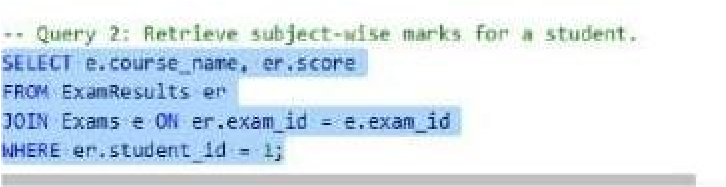 -- Query 2: Retrieve subject-wise marks for a student.
SELECT e.course_name, er.score
FROM ExamResults er
JOIN Exams e ON er.exam_id = e.exam_id
WHERE er.student_id = 1;